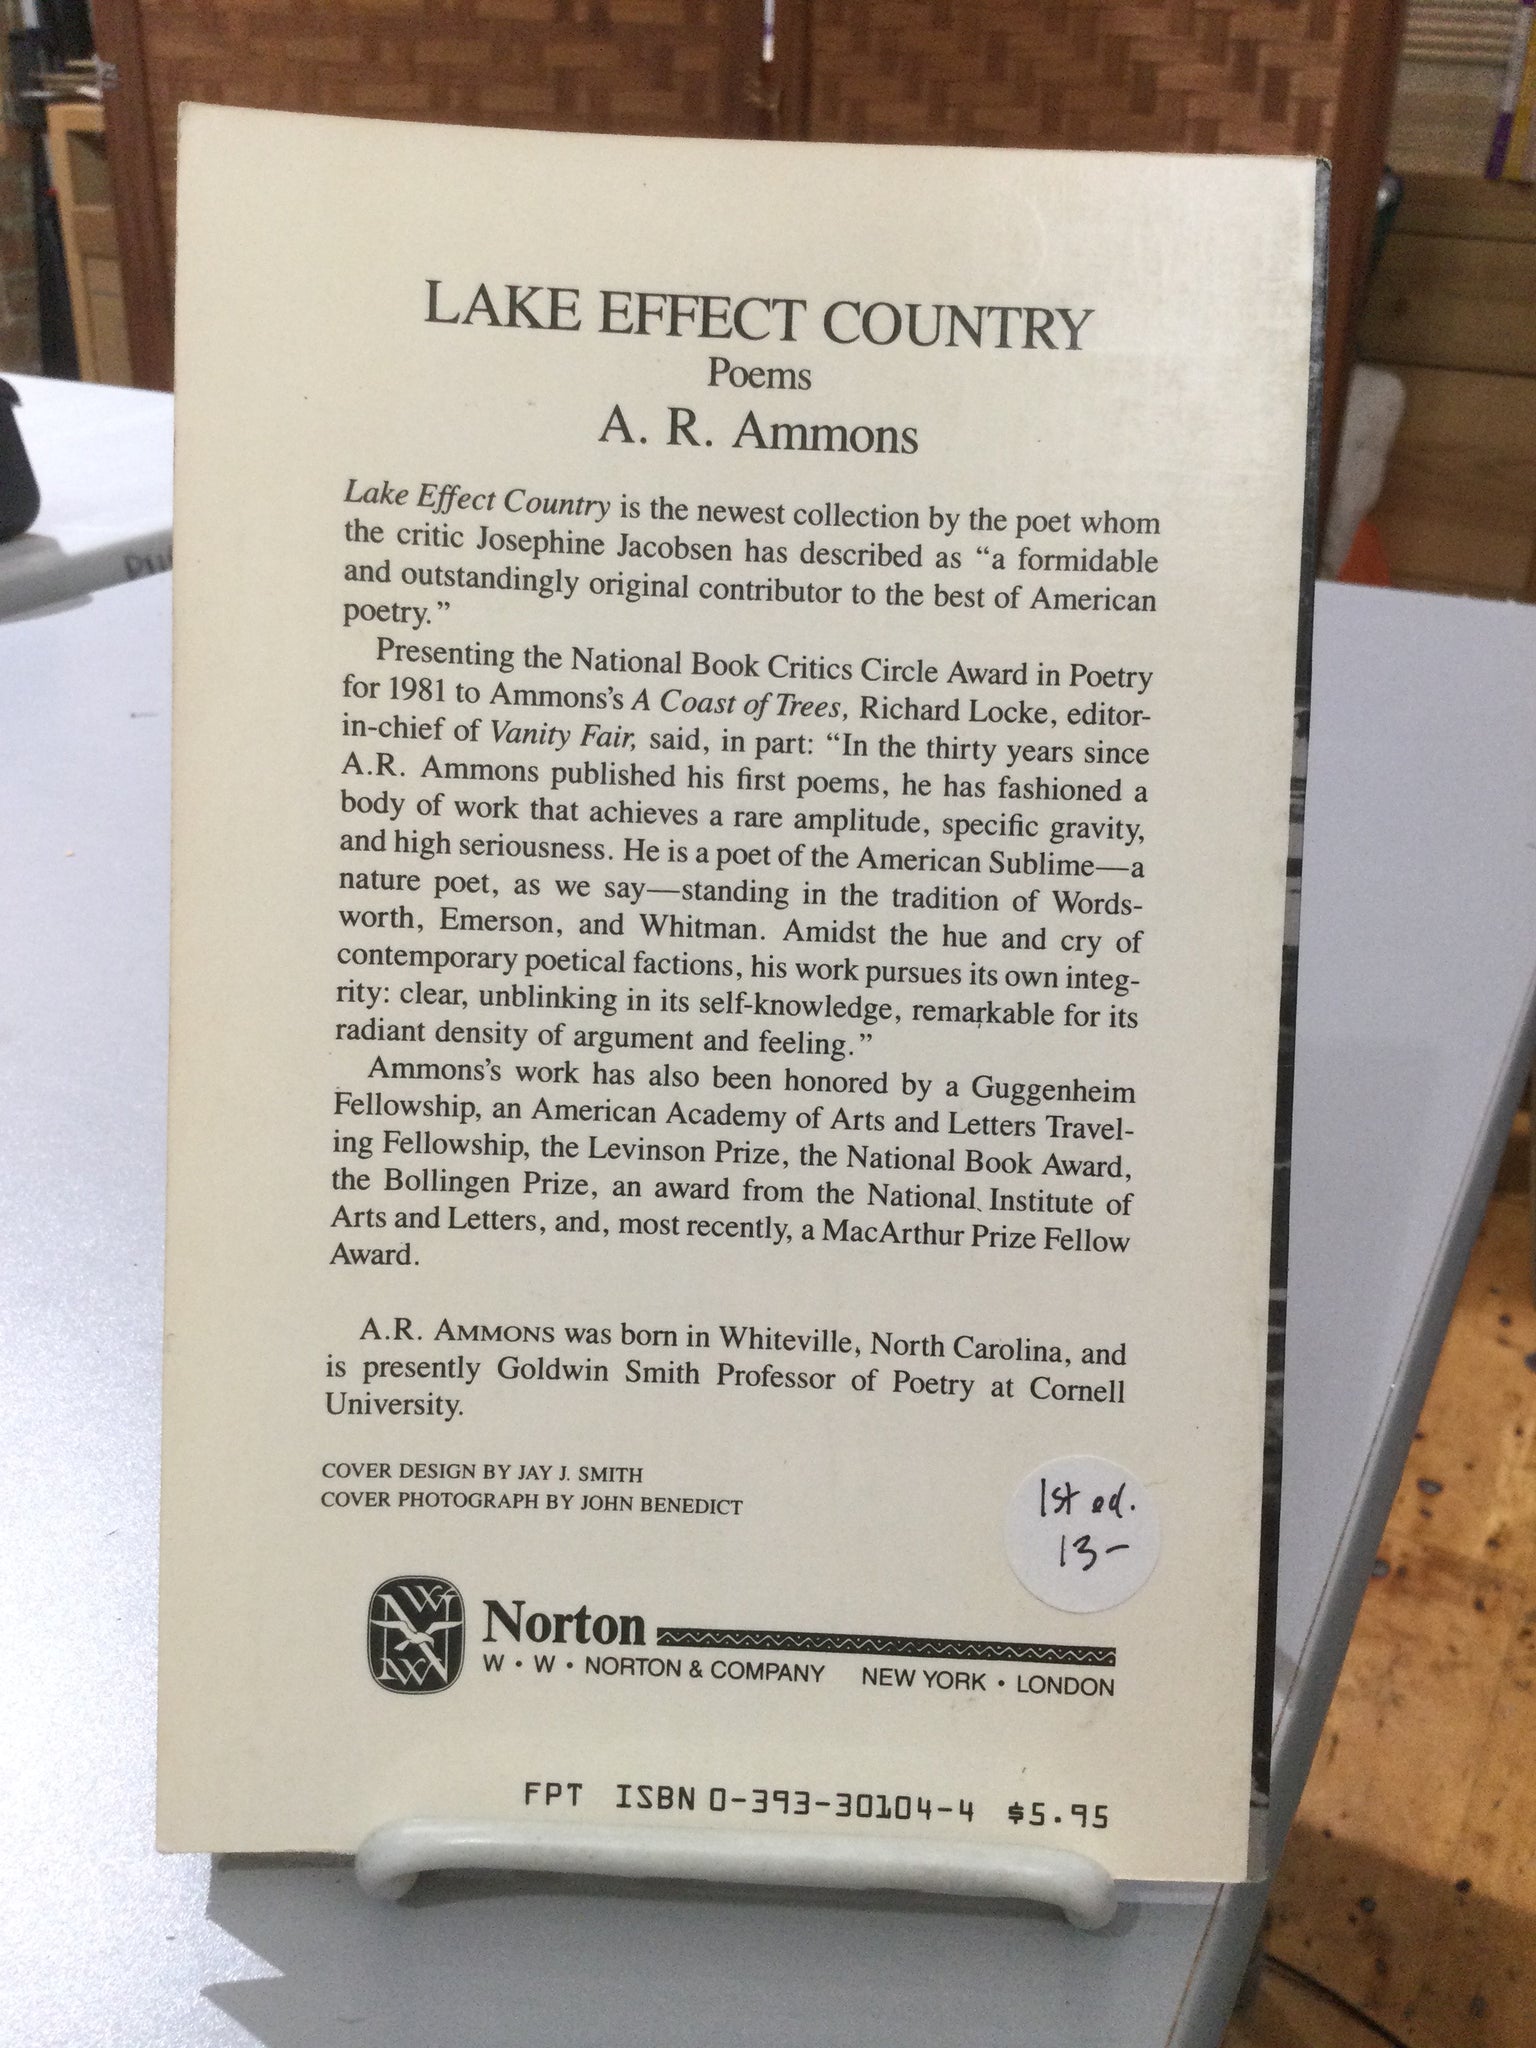 LAKE EFFECT COUNTRY
Poems
A. R. Ammons
Lake Effect Country is the newest collection by the poet whom
the critic Josephine Jacobsen has described as “a formidable
and outstandingly original contributor to the best of American
poetry.”
Presenting the National Book Critics Circle Award in Poetry
for 1981 to Ammons’s A Coast of Trees, Richard Locke, editor-
in-chief of Vanity Fair, said, in part: “In the thirty years since
A.R. Ammons published his first poems, he has fashioned a
body of work that achieves a rare amplitude, specific gravity,
and high seriousness. He is a poet of the American Sublime—a
nature poet, as we say—standing in the tradition of Words-
worth, Emerson, and Whitman. Amidst the hue and cry of
contemporary poetical factions, his work pursues its own integ-
rity: clear, unblinking in its self-knowledge, remarkable for its
radiant density of argument and feeling.”
Ammons’s work has also been honored by a Guggenheim
Fellowship, an American Academy of Arts and Letters Travel-
ing Fellowship, the Levinson Prize, the National Book Award,
the Bollingen Prize, an award from the National Institute of
Arts and Letters, and, most recently, a MacArthur Prize Fellow
Award.
A.R. AMMONS was born in Whiteville, North Carolina, and
is presently Goldwin Smith Professor of Poetry at Cornell
University.
COVER DESIGN BY JAY J. SMITH
COVER PHOTOGRAPH BY JOHN BENEDICT
1st ed.
13-
Norton
W • W • NORTON & COMPANY NEW YORK • LONDON
FPT ISBN 0-393-30104-4 $5.95